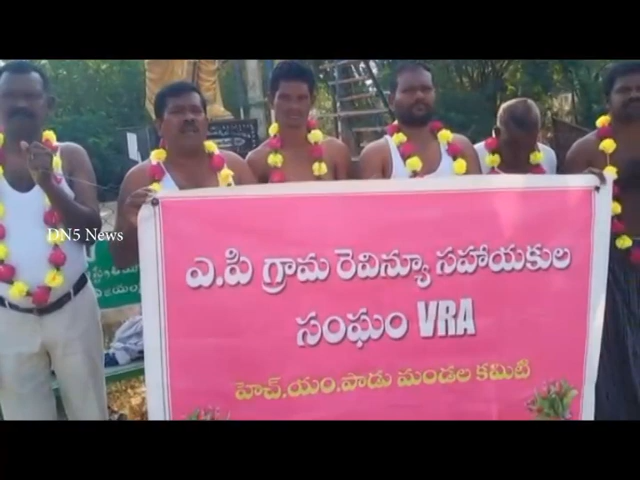 DN5 News
ఎ.పి గ్రామ రెవిన్యూ సహాయకుల
సంఘం VRA
హెచ్.యం.పాడు మండల కమిటి